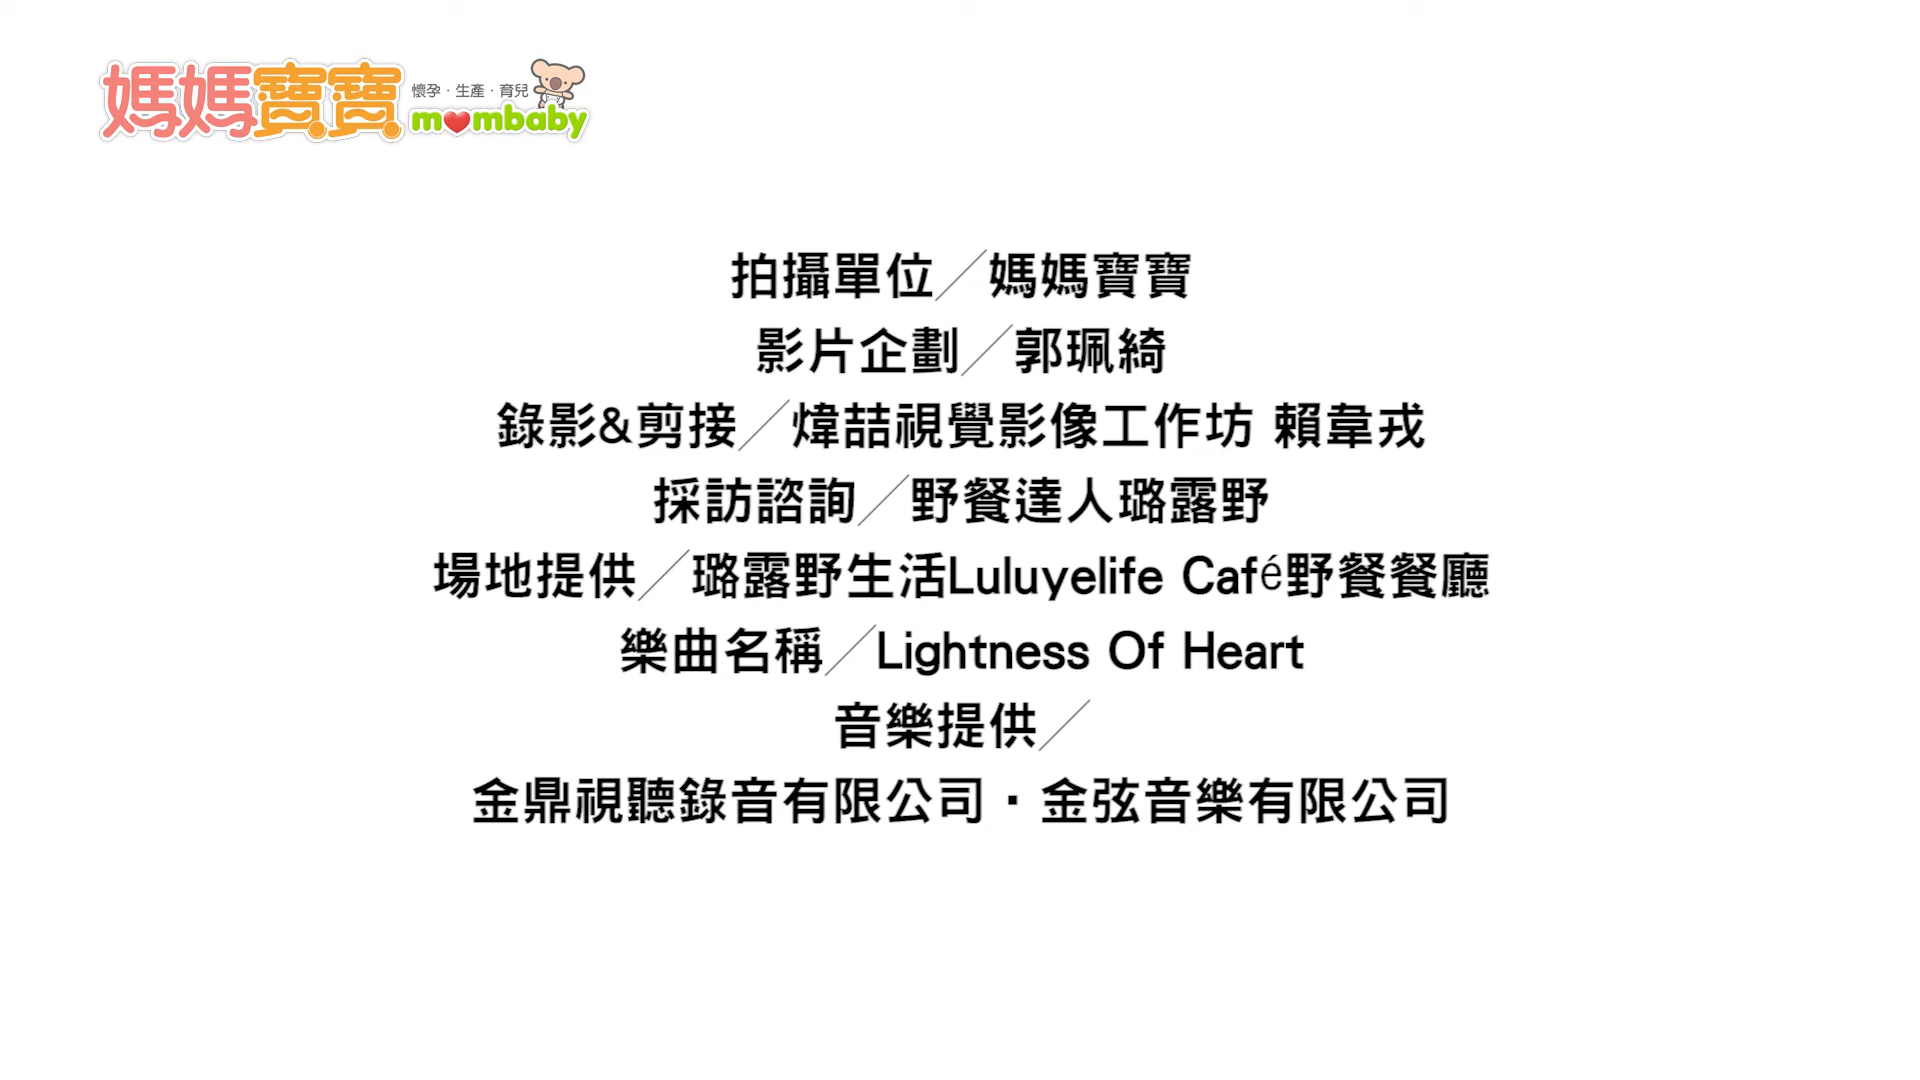 媽媽寶寶
懷孕・生產・育兒
mombaby
拍攝單位╱媽媽寶寶
影片企劃╱郭珮綺
錄影&剪接╱煒喆視覺影像工作坊 賴韋戎
採訪諮詢╱野餐達人璐露野
場地提供╱璐露野生活Luluyelife Café野餐餐廳
樂曲名稱╱Lightness Of Heart
音樂提供╱
金鼎視聽錄音有限公司・金弦音樂有限公司